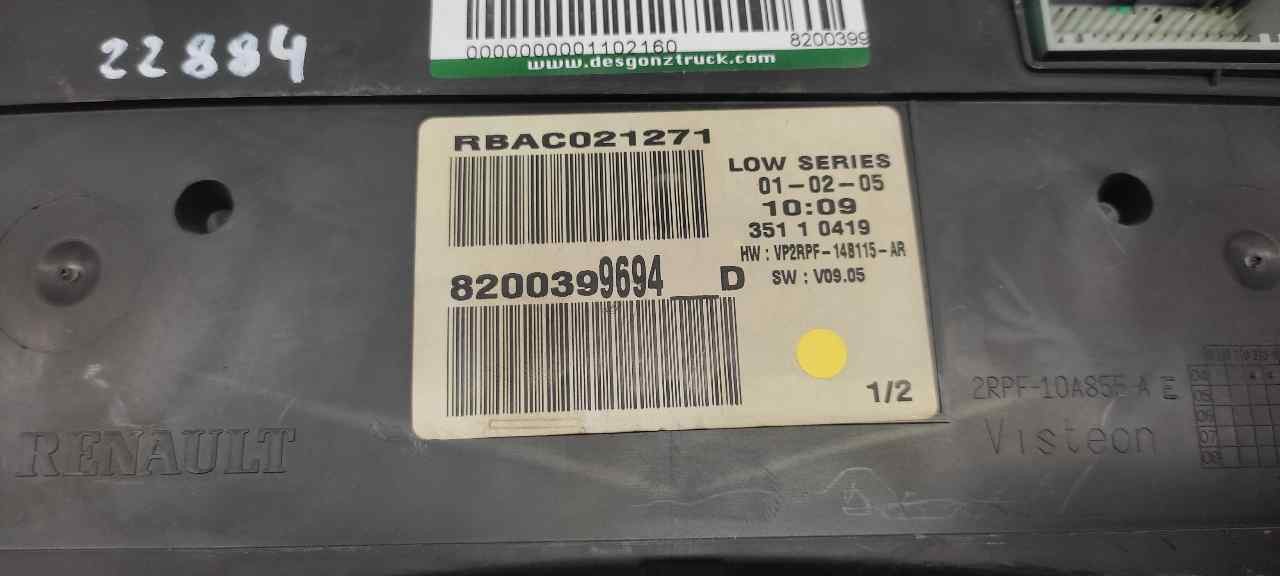 22884
0000000001102160
8200399
www.desgonztruck.com
RBAC021271
LOW SERIES
01-02-05
10:09
351 1 0419
HW : VP2RPF-14B115-AR
SW : V09.05
8200399694__D
1/2
2RPF-10A855-A E
Visteon
RENAULT